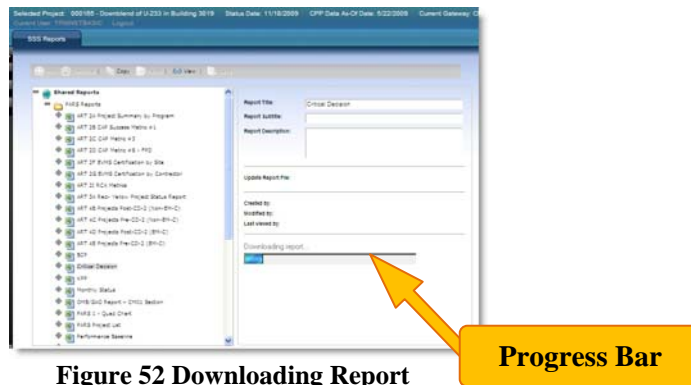 Selected Project: 000155 - Downblend of U-233 in Building 3019 Status Date: 11/18/2009 CPP Data As-Of Date: 5/22/2009 Current Gateway: C
Current User: Logout
SSS Reports
Copy Edit View
Shared Reports
PARS Reports
ART 2A Project Summary by Program
ART 2B CAP Success Metric #1
ART 2C CAP Metric #3
ART 2D CAP Metric #8 - FPD
ART 2F EVMS Certification by Site
ART 2G EVMS Certification by Contractor
ART 2I RCA Metrics
ART 3A Red- Yellow Project Status Report
ART 4B Projects Post-CD-2 (Non-EM-C)
ART 4C Projects Pre-CD-2 (Non-EM-C)
ART 4D Projects Post-CD-2 (EM-C)
ART 4E Projects Pre-CD-2 (EM-C)
BCP
Critical Decision
KPP
Monthly Status
OMB/GAO Report - Section
PARS 1 - Quad Chart
PARS Project List
Performance Baseline
Report Title: Critical Decision
Report Subtitle:
Report Description:
Update Report File:
Created by:
Modified by:
Last viewed by:
Downloading report...
Progress Bar
Figure 52 Downloading Report